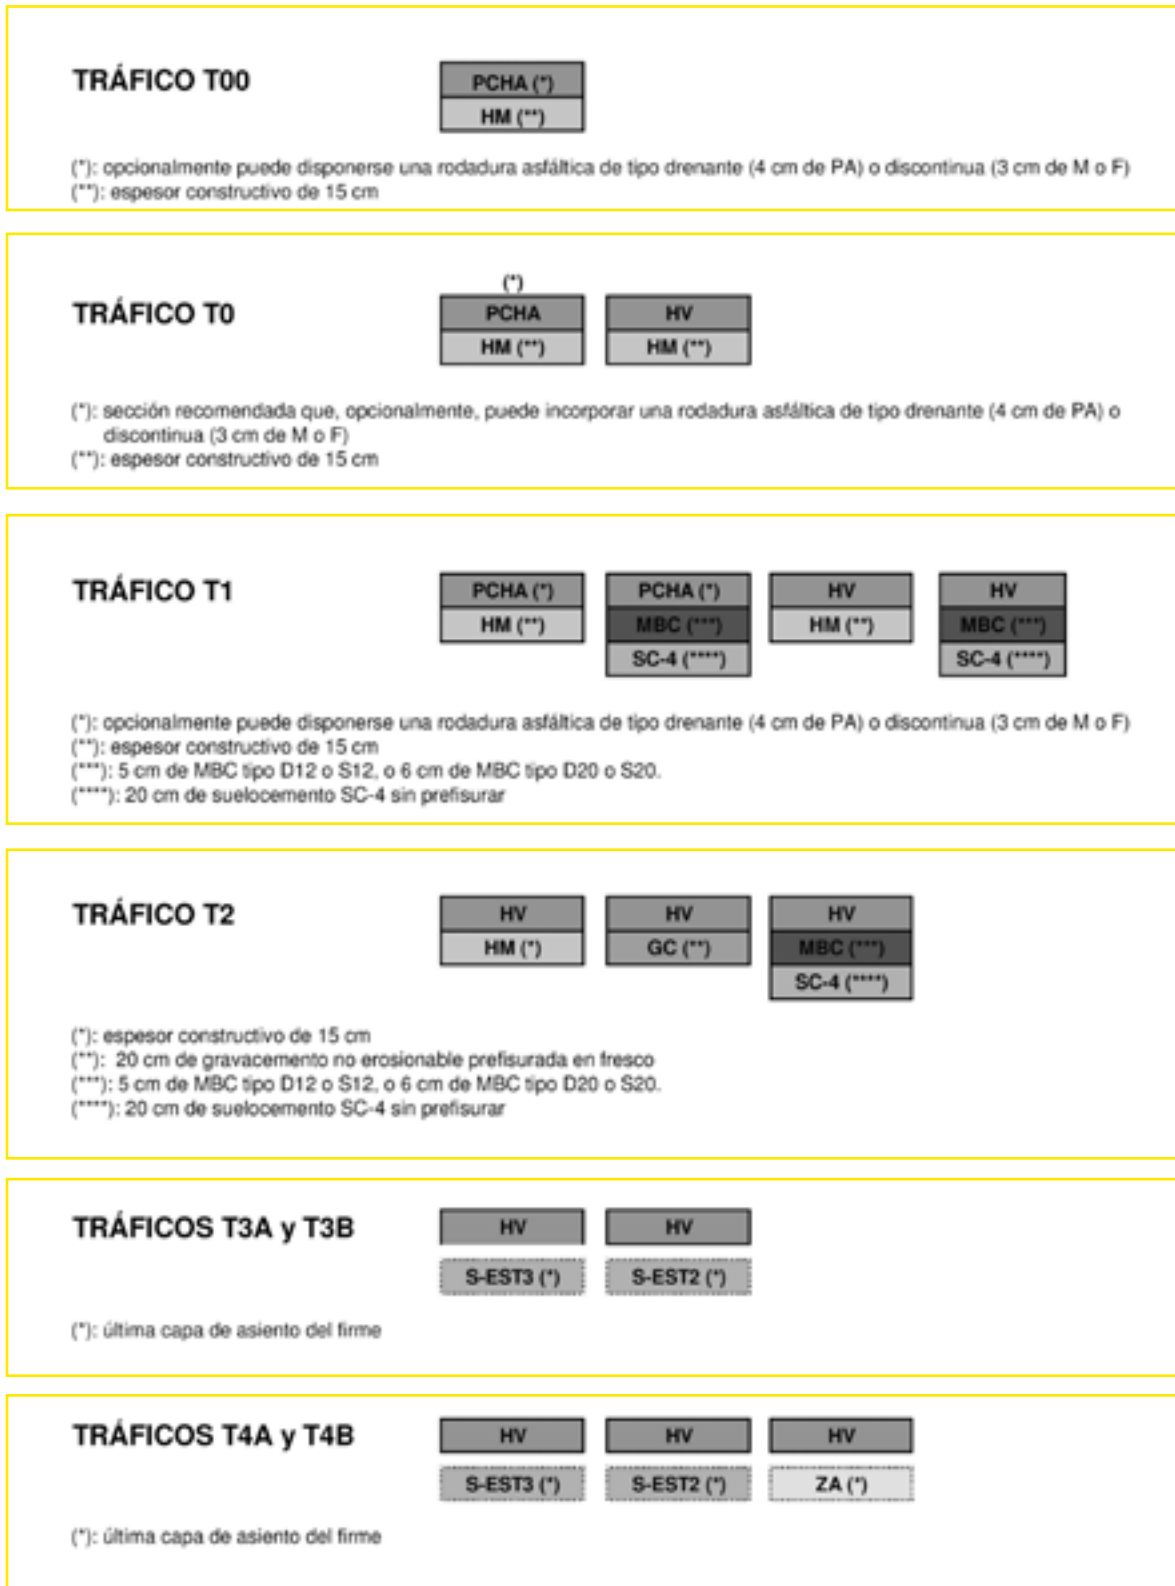 TRÁFICO T00
PCHA (*)
HM (**)
(*): opcionalmente puede disponerse una rodadura asfáltica de tipo drenante (4 cm de PA) o discontinua (3 cm de M o F)
(**): espesor constructivo de 15 cm
TRÁFICO T0
(*)
PCHA HV
HM (**) HM (**)
(*): sección recomendada que, opcionalmente, puede incorporar una rodadura asfáltica de tipo drenante (4 cm de PA) o
discontinua (3 cm de M o F)
(**): espesor constructivo de 15 cm
TRÁFICO T1
PCHA (*) PCHA (*) HV HV
HM (**) MBC (***) HM (**) MBC (***)
SC-4 (****) SC-4 (****)
(*): opcionalmente puede disponerse una rodadura asfáltica de tipo drenante (4 cm de PA) o discontinua (3 cm de M o F)
(**): espesor constructivo de 15 cm
(***): 5 cm de MBC tipo D12 o S12, o 6 cm de MBC tipo D20 o S20.
(****): 20 cm de suelocemento SC-4 sin prefisurar
TRÁFICO T2
HV HV HV
HM (*) GC (**) MBC (***)
SC-4 (****)
(*): espesor constructivo de 15 cm
(**): 20 cm de gravacemento no erosionable prefisurada en fresco
(***): 5 cm de MBC tipo D12 o S12, o 6 cm de MBC tipo D20 o S20.
(****): 20 cm de suelocemento SC-4 sin prefisurar
TRÁFICOS T3A y T3B
HV HV
S-EST3 (*) S-EST2 (*)
(*): última capa de asiento del firme
TRÁFICOS T4A y T4B
HV HV HV
S-EST3 (*) S-EST2 (*) ZA (*)
(*): última capa de asiento del firme